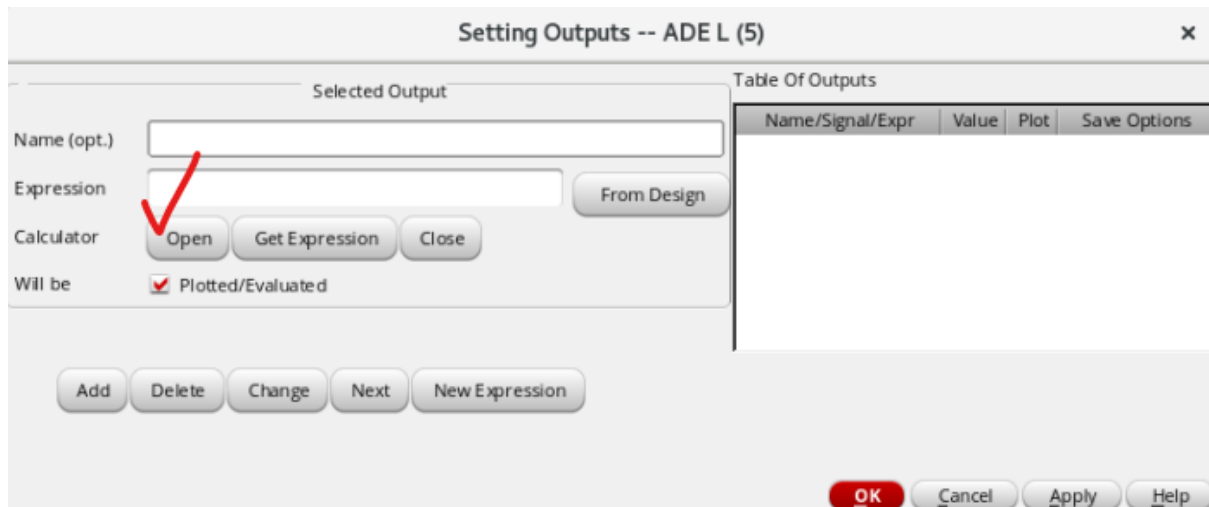 Setting Outputs -- ADE L (5)
Selected Output
Name (opt.)
Expression
From Design
Calculator
Open
Get Expression
Close
Will be
Plotted/Evaluated
Add
Delete
Change
Next
New Expression
Table Of Outputs
Name/Signal/Expr
Value
Plot
Save Options
OK
Cancel
Apply
Help